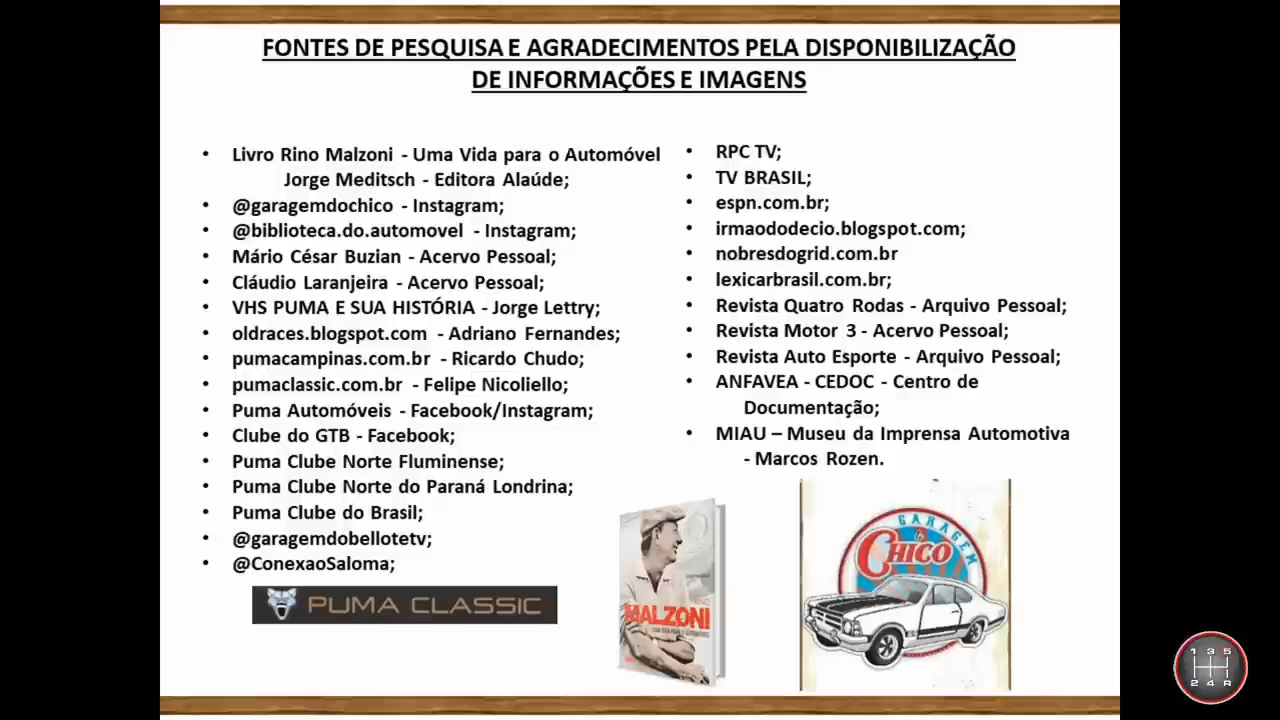 FONTES DE PESQUISA E AGRADECIMENTOS PELA DISPONIBILIZAÇÃO
DE INFORMAÇÕES E IMAGENS
• Livro Rino Malzoni - Uma Vida para o Automóvel
Jorge Meditsch - Editora Alaúde;
• @garagemdochico - Instagram;
• @biblioteca.do.automovel - Instagram;
• Mário César Buzian - Acervo Pessoal;
• Cláudio Laranjeira - Acervo Pessoal;
• VHS PUMA E SUA HISTÓRIA - Jorge Lettry;
• oldraces.blogspot.com - Adriano Fernandes;
• pumacampinas.com.br - Ricardo Chudo;
• pumaclassic.com.br - Felipe Nicoliello;
• Puma Automóveis - Facebook/Instagram;
• Clube do GTB - Facebook;
• Puma Clube Norte Fluminense;
• Puma Clube Norte do Paraná Londrina;
• Puma Clube do Brasil;
• @garagemdobellotetv;
• @ConexaoSaloma;
• RPC TV;
• TV BRASIL;
• espn.com.br;
• irmaododecio.blogspot.com;
• nobresdogrid.com.br
• lexicarbrasil.com.br;
• Revista Quatro Rodas - Arquivo Pessoal;
• Revista Motor 3 - Acervo Pessoal;
• Revista Auto Esporte - Arquivo Pessoal;
• ANFAVEA - CEDOC - Centro de
Documentação;
• MIAU – Museu da Imprensa Automotiva
- Marcos Rozen.
PUMA CLASSIC
MALZONI
GARAGEM
CHICO
1 3 5
2 4 R